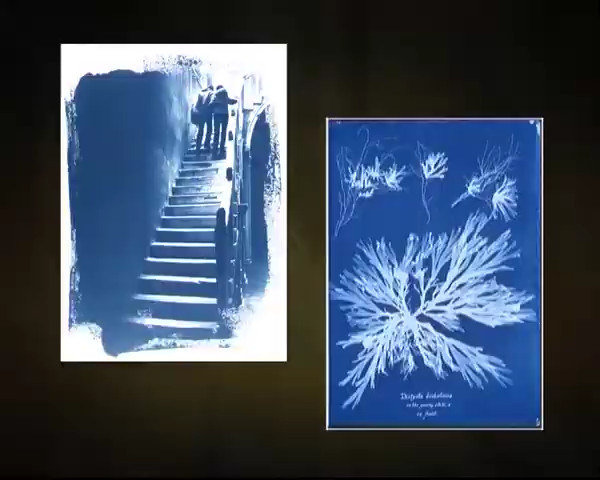 Dictyota dichotoma
in the young state; &
in fruit